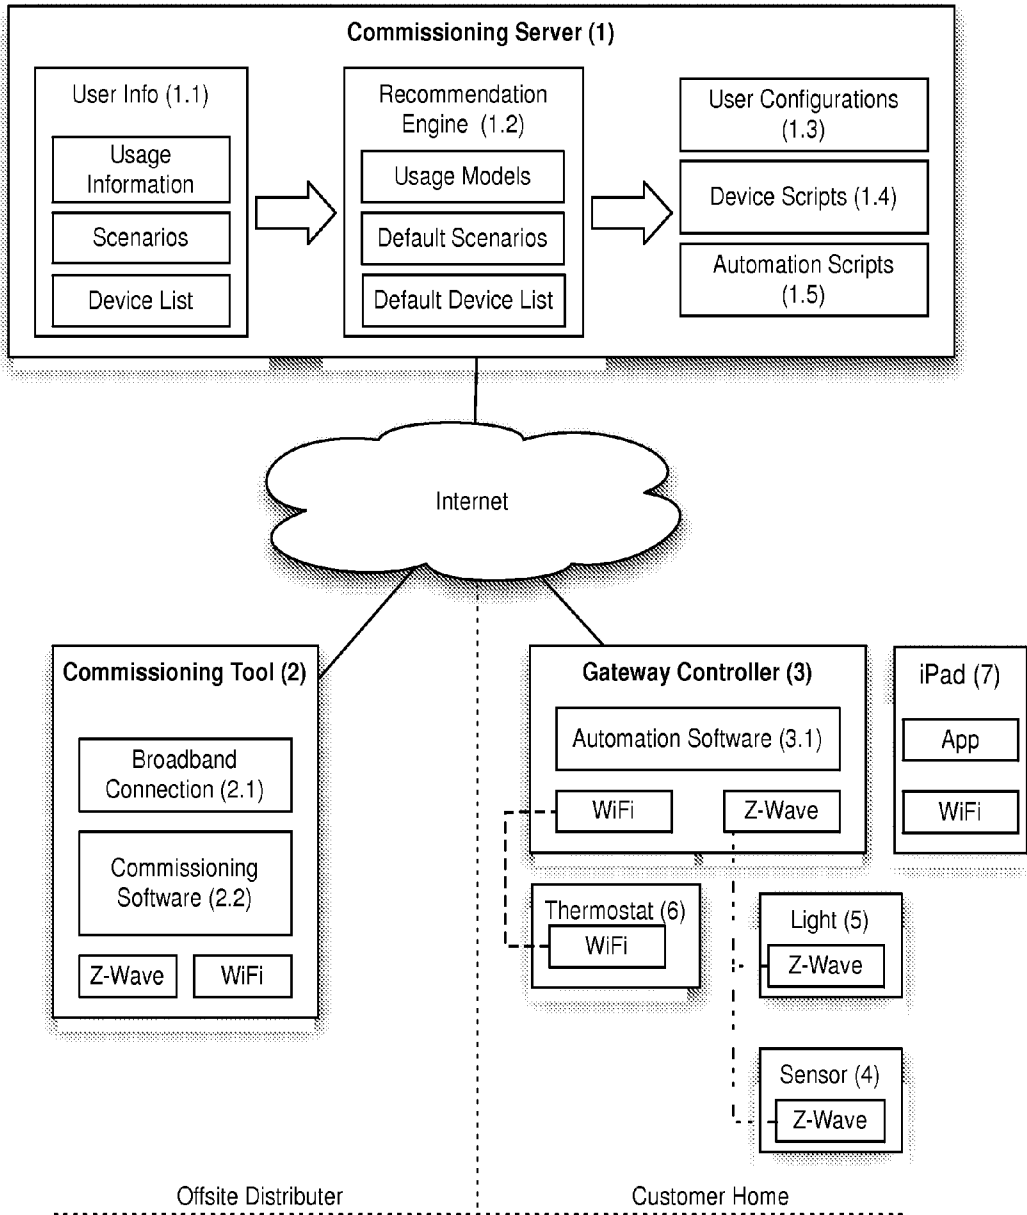 Commissioning Server (1)
User Info (1.1)
Usage
Information
Scenarios
Device List
Recommendation
Engine (1.2)
Usage Models
Default Scenarios
Default Device List
User Configurations
(1.3)
Device Scripts (1.4)
Automation Scripts
(1.5)
Internet
Commissioning Tool (2)
Broadband
Connection (2.1)
Commissioning
Software (2.2)
Z-Wave
WiFi
Gateway Controller (3)
Automation Software (3.1)
WiFi
Z-Wave
iPad (7)
App
WiFi
Thermostat (6)
WiFi
Light (5)
Z-Wave
Sensor (4)
Z-Wave
Offsite Distributer
Customer Home